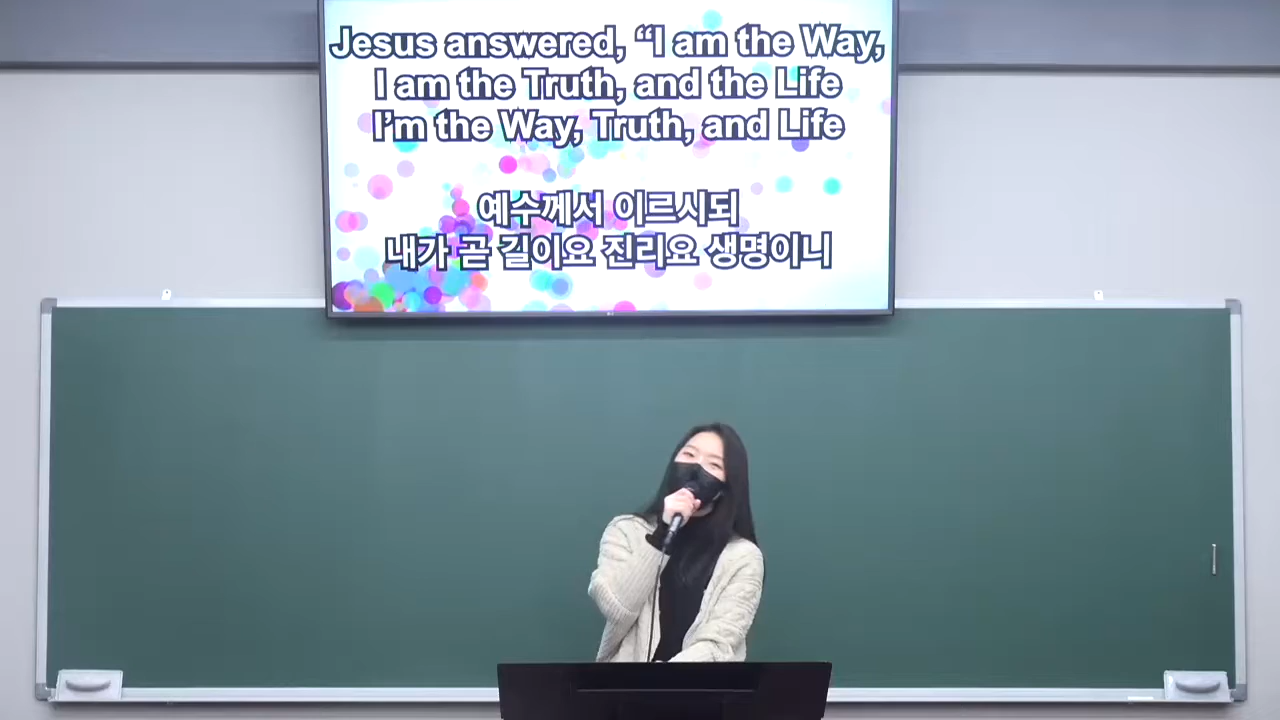 Jesus answered, “I am the Way,
I am the Truth, and the Life
I’m the Way, Truth, and Life
예수께서 이르시되
내가 곧 길이요 진리요 생명이니